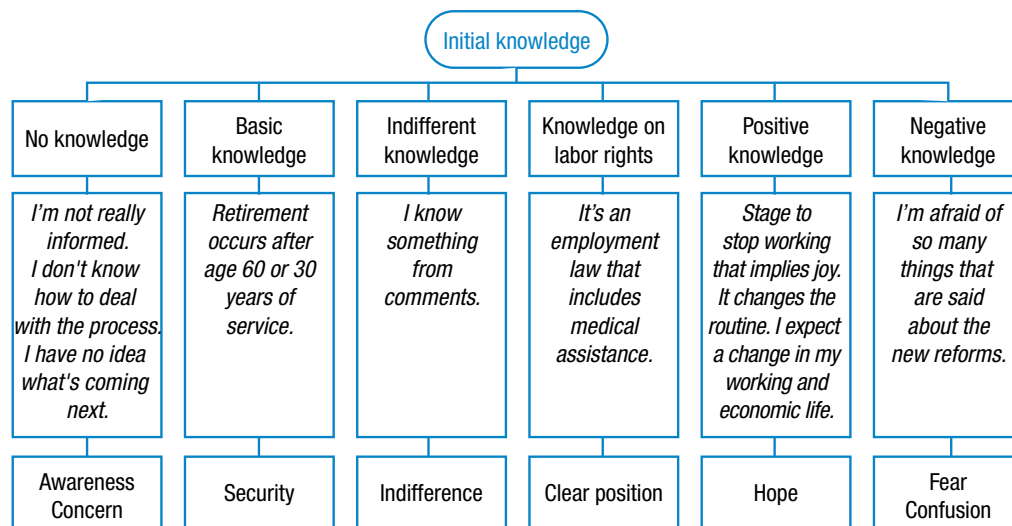 Initial knowledge
No knowledge
Basic
knowledge
Indifferent
knowledge
Knowledge on
labor rights
Positive
knowledge
Negative
knowledge
I’m not really
informed.
I don't know
how to deal
with the process.
I have no idea
what's coming
next.
Retirement
occurs after
age 60 or 30
years of
service.
I know
something
from
comments.
It’s an
employment
law that
includes
medical
assistance.
Stage to
stop working
that implies joy.
It changes the
routine. I expect
a change in my
working and
economic life.
I’m afraid of
so many
things that
are said
about the
new reforms.
Awareness
Concern
Security
Indifference
Clear position
Hope
Fear
Confusion